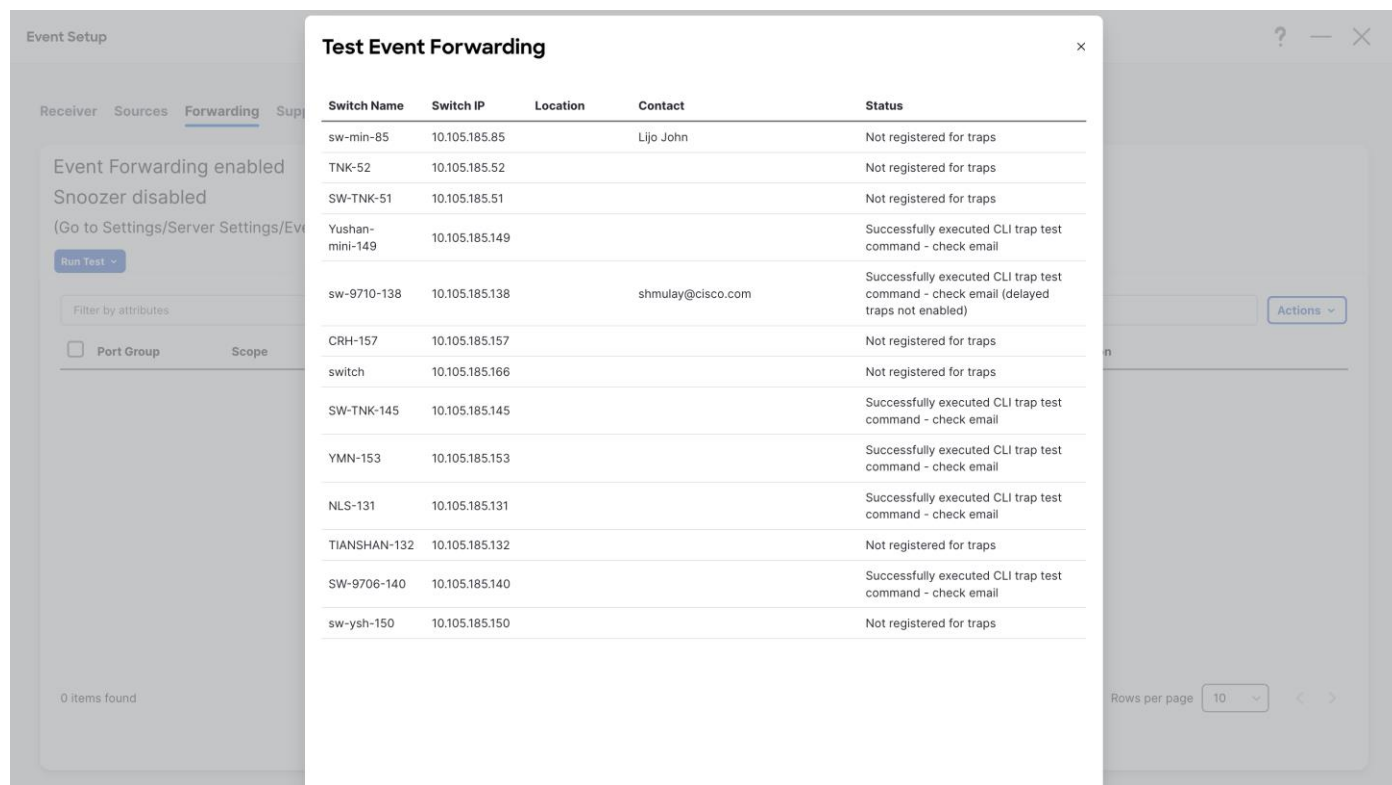 Event Setup
Test Event Forwarding
Receiver Sources Forwarding Supp
Event Forwarding enabled
Snoozer disabled
(Go to Settings/Server Settings/Eve
Run Test
Filter by attributes
Actions
Port Group Scope
n
0 items found
Rows per page 10
Switch Name Switch IP Location Contact Status
sw-min-85 10.105.185.85 Lijo John Not registered for traps
TNK-52 10.105.185.52 Not registered for traps
SW-TNK-51 10.105.185.51 Not registered for traps
Yushan-
mini-149 10.105.185.149 Successfully executed CLI trap test
command - check email
sw-9710-138 10.105.185.138 shmulay@cisco.com Successfully executed CLI trap test
command - check email (delayed
traps not enabled)
CRH-157 10.105.185.157 Not registered for traps
switch 10.105.185.166 Not registered for traps
SW-TNK-145 10.105.185.145 Successfully executed CLI trap test
command - check email
YMN-153 10.105.185.153 Successfully executed CLI trap test
command - check email
NLS-131 10.105.185.131 Successfully executed CLI trap test
command - check email
TIANSHAN-132 10.105.185.132 Not registered for traps
SW-9706-140 10.105.185.140 Successfully executed CLI trap test
command - check email
sw-ysh-150 10.105.185.150 Not registered for traps